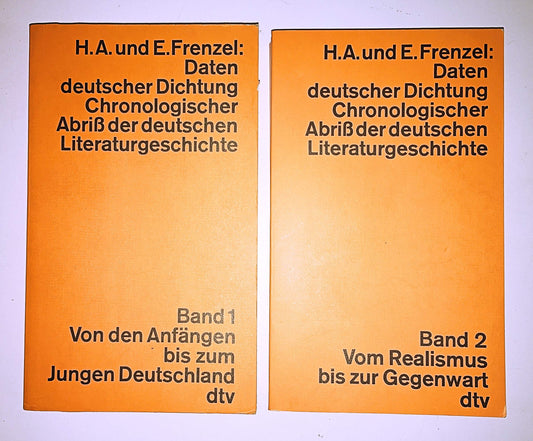 H.A. und E. Frenzel:
Daten
deutscher Dichtung
Chronologischer
Abriß der deutschen
Literaturgeschichte
Band 1
Von den Anfängen
bis zum
Jungen Deutschland
dtv
H.A. und E. Frenzel:
Daten
deutscher Dichtung
Chronologischer
Abriß der deutschen
Literaturgeschichte
Band 2
Vom Realismus
bis zur Gegenwart
dtv